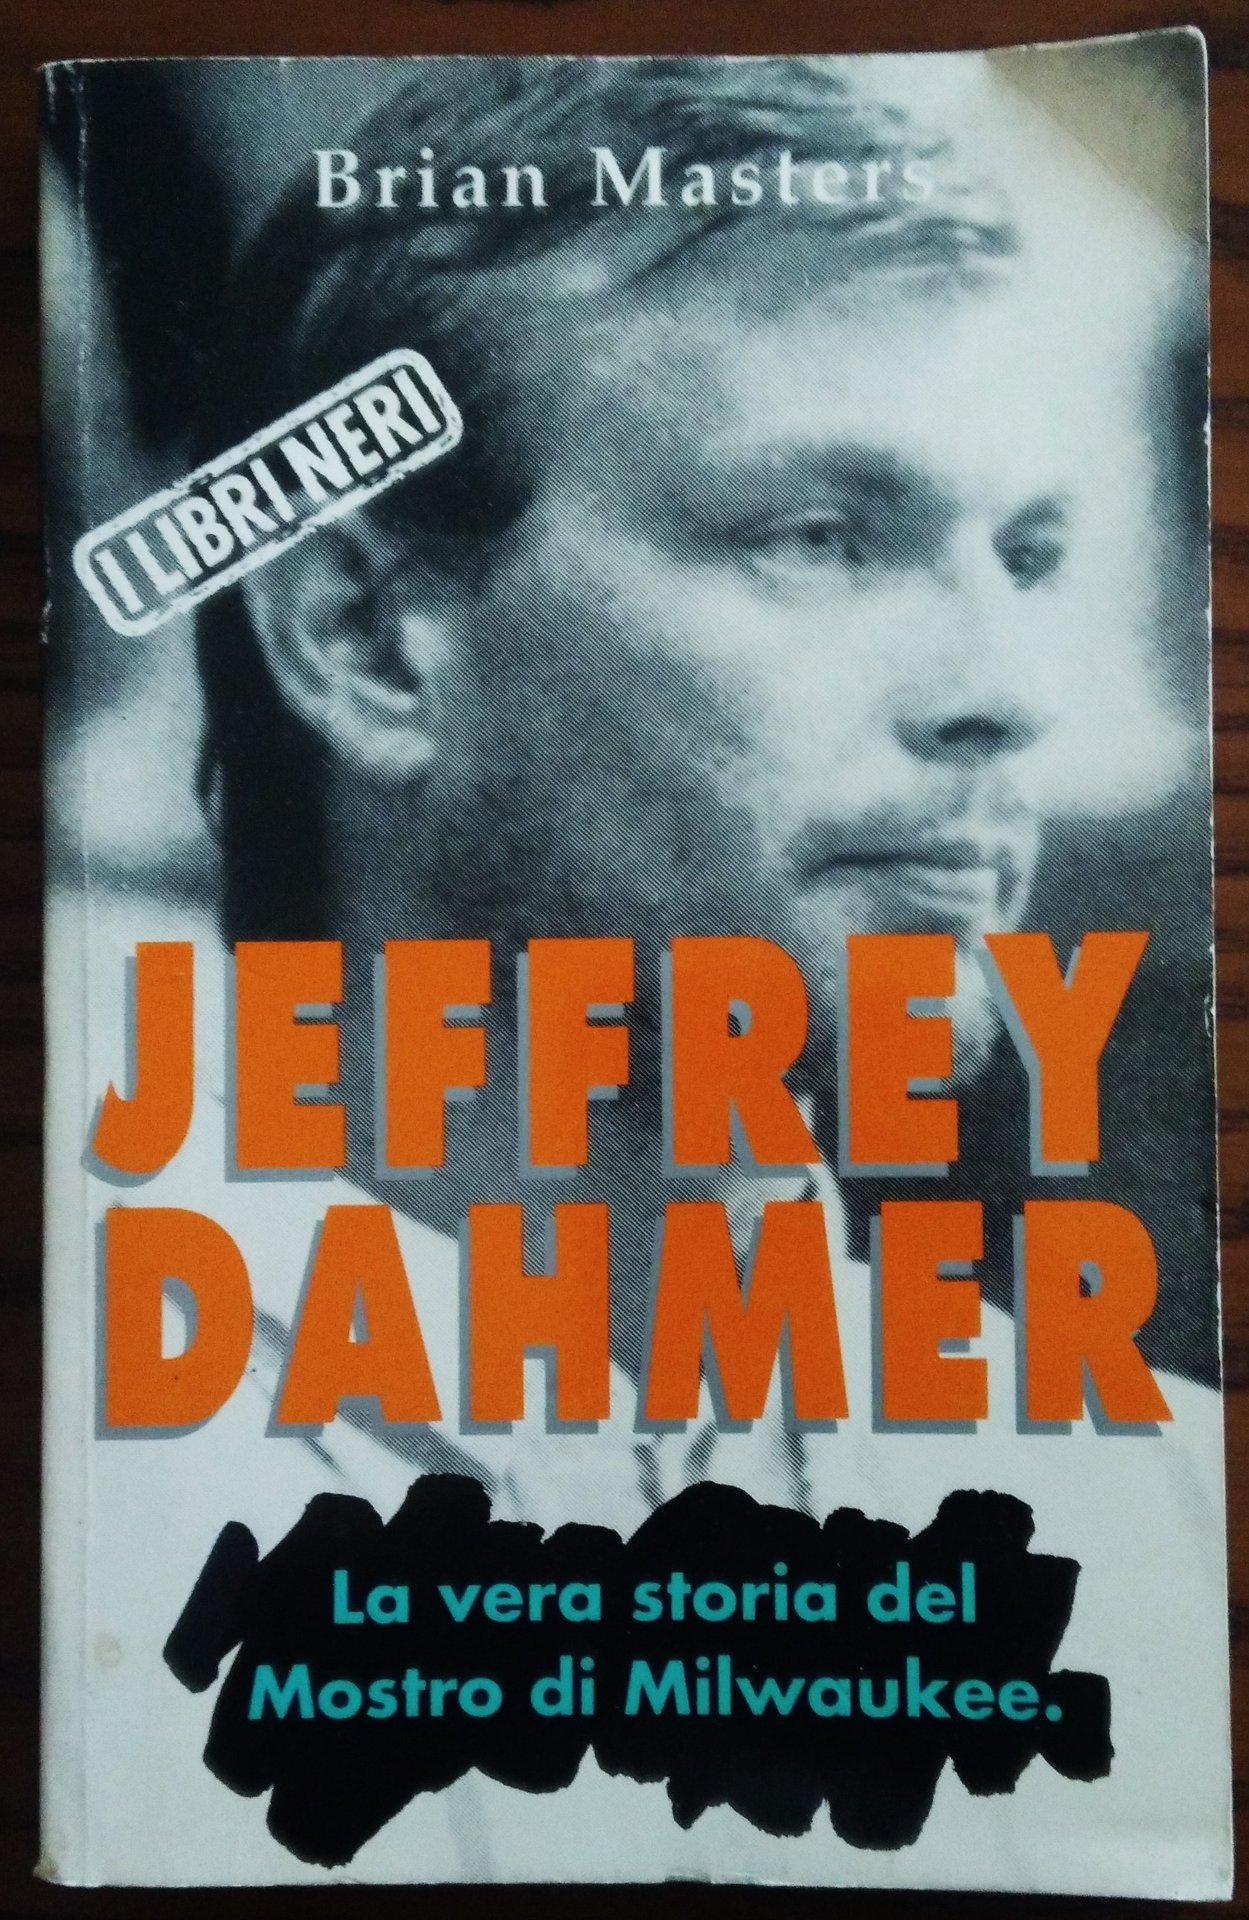 Brian Masters
I LIBRI NERI
JEFFREY
DAHMER
La vera storia del
Mostro di Milwaukee.